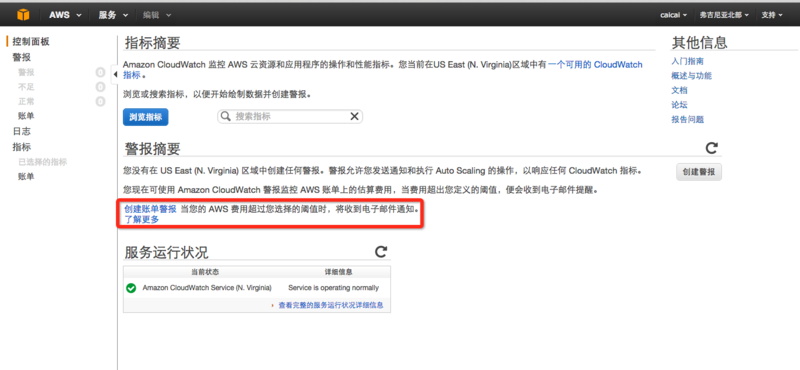 AWS 服务 编辑 caicai 弗吉尼亚北部 支持
控制面板
警报
警报 0
不足 0
正常 0
账单
日志
指标
已选择的指标
账单
指标摘要
Amazon CloudWatch 监控 AWS 云资源和应用程序的操作和性能指标。您当前在US East (N. Virginia)区域中有一个可用的 CloudWatch
指标。
浏览或搜索指标，以便开始绘制数据并创建警报。
浏览指标 搜索指标
警报摘要
您没有在 US East (N. Virginia) 区域中创建任何警报。警报允许您发送通知和执行 Auto Scaling 的操作，以响应任何 CloudWatch 指标。
创建警报
您现在可使用 Amazon CloudWatch 警报监控 AWS 账单上的估算费用，当费用超出您定义的阈值，便会收到电子邮件提醒。
创建账单警报 当您的 AWS 费用超过您选择的阈值时，将收到电子邮件通知。
了解更多
服务运行状况
当前状态 详细信息
Amazon CloudWatch Service (N. Virginia) Service is operating normally
查看完整的服务运行状况详细信息
其他信息
入门指南
概述与功能
文档
论坛
报告问题